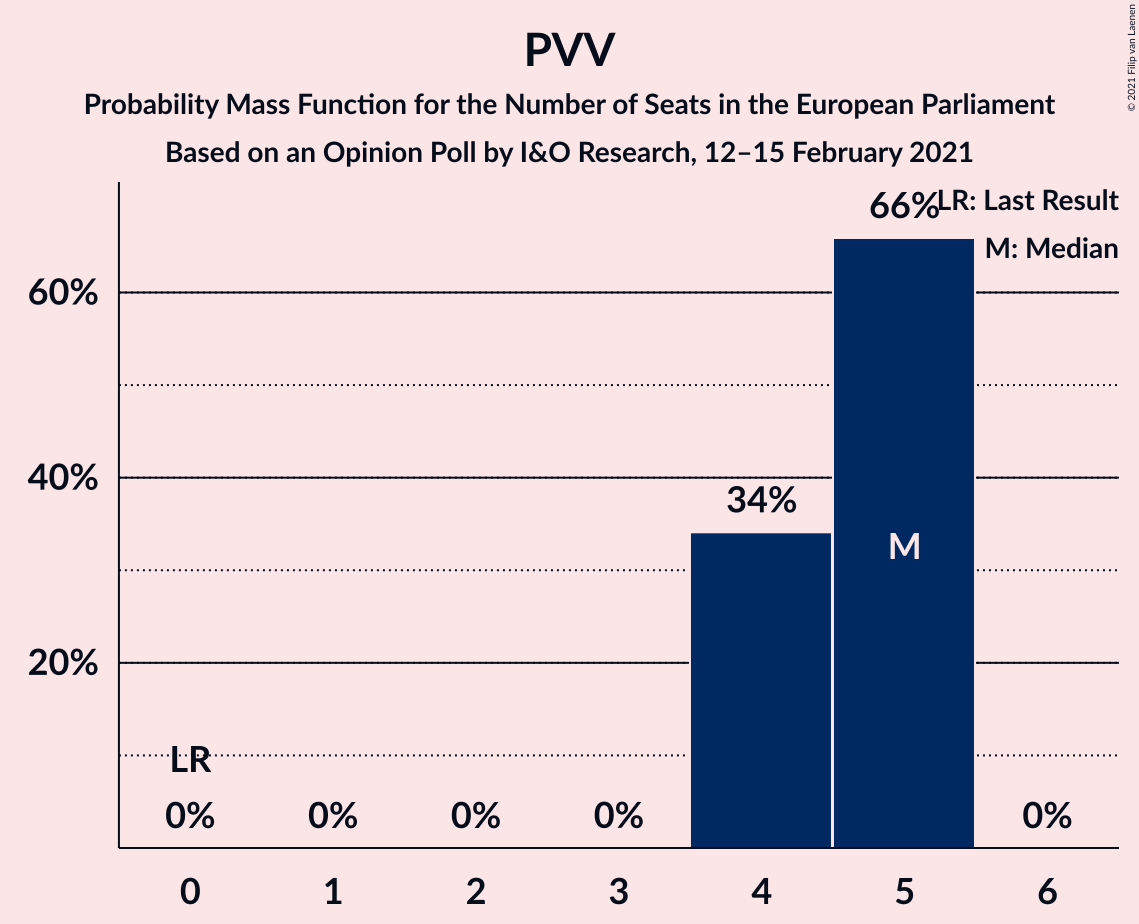 PVV
Probability Mass Function for the Number of Seats in the European Parliament
Based on an Opinion Poll by I&O Research, 12–15 February 2021
© 2021 Filip van Laenen
LR: Last Result
M: Median
66%
60%
40%
34%
M
20%
LR
0% 0% 0% 0% 0%
0 1 2 3 4 5 6